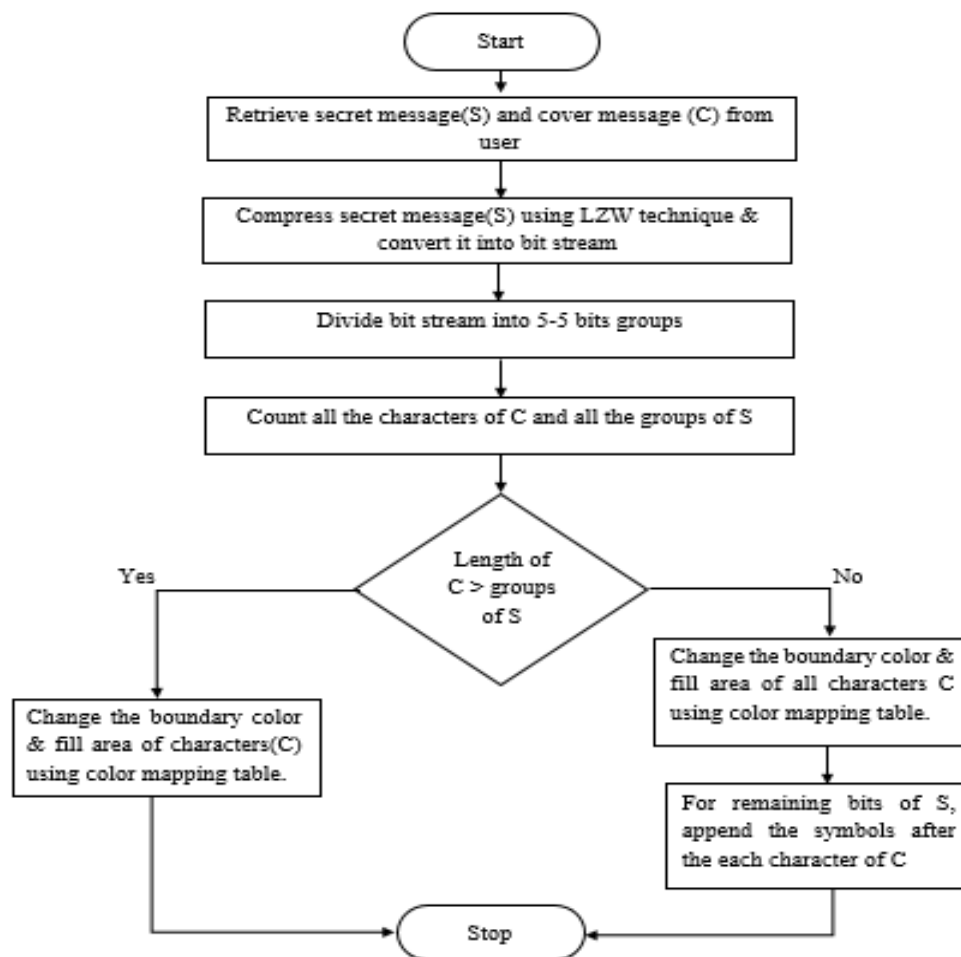 Start
Retrieve secret message(S) and cover message (C) from
user
Compress secret message(S) using LZW technique &
convert it into bit stream
Divide bit stream into 5-5 bits groups
Count all the characters of C and all the groups of S
Length of
C > groups
of S
Yes
No
Change the boundary color
& fill area of characters(C)
using color mapping table.
Change the boundary color &
fill area of all characters C
using color mapping table.
For remaining bits of S,
append the symbols after
the each character of C
Stop